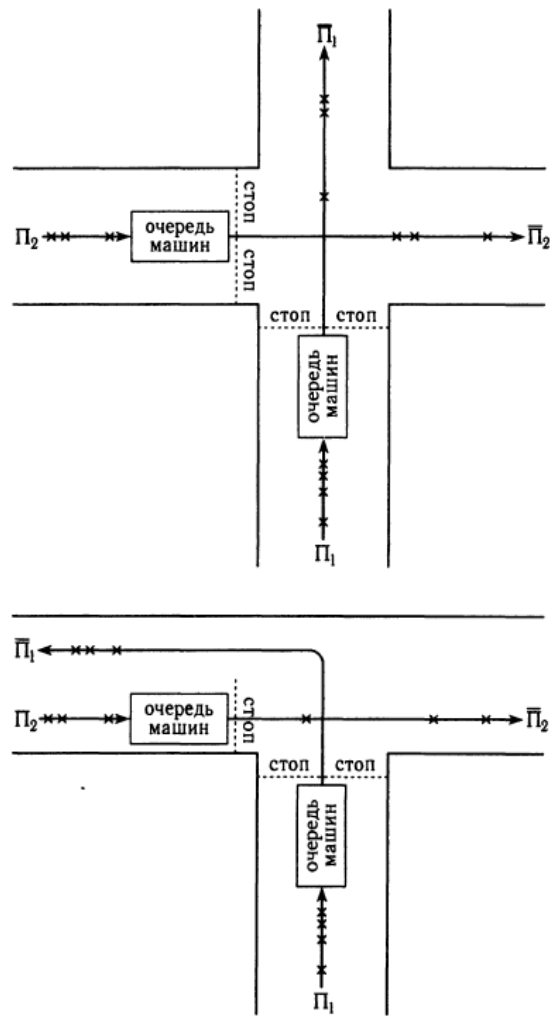 П̅₁
стоп
П₂
очередь
машин
П̅₂
стоп
стоп стоп
очередь
машин
П₁
П̅₁
П₂
очередь
машин
стоп
П̅₂
стоп стоп
очередь
машин
П₁